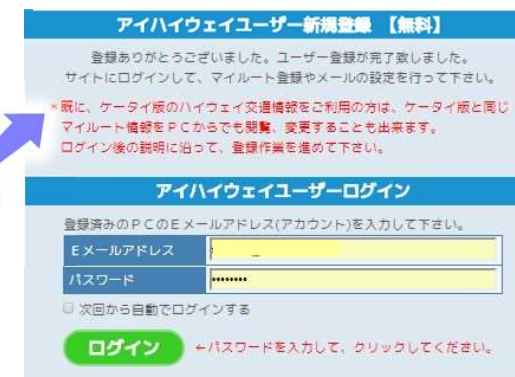 アイハイウェイユーザー新規登録 【無料】
登録ありがとうございました。ユーザー登録が完了致しました。
サイトにログインして、マイルート登録やメールの設定を行って下さい。
*既に、ケータイ版のハイウェイ交通情報をご利用の方は、ケータイ版と同じ
マイルート情報をPCからでも閲覧、変更することも出来ます。
ログイン後の説明に沿って、登録作業を進めて下さい。
アイハイウェイユーザーログイン
登録済みのPCのEメールアドレス(アカウント)を入力して下さい。
Eメールアドレス
パスワード ••••••••
次回から自動でログインする
ログイン ←パスワードを入力して、クリックしてください。